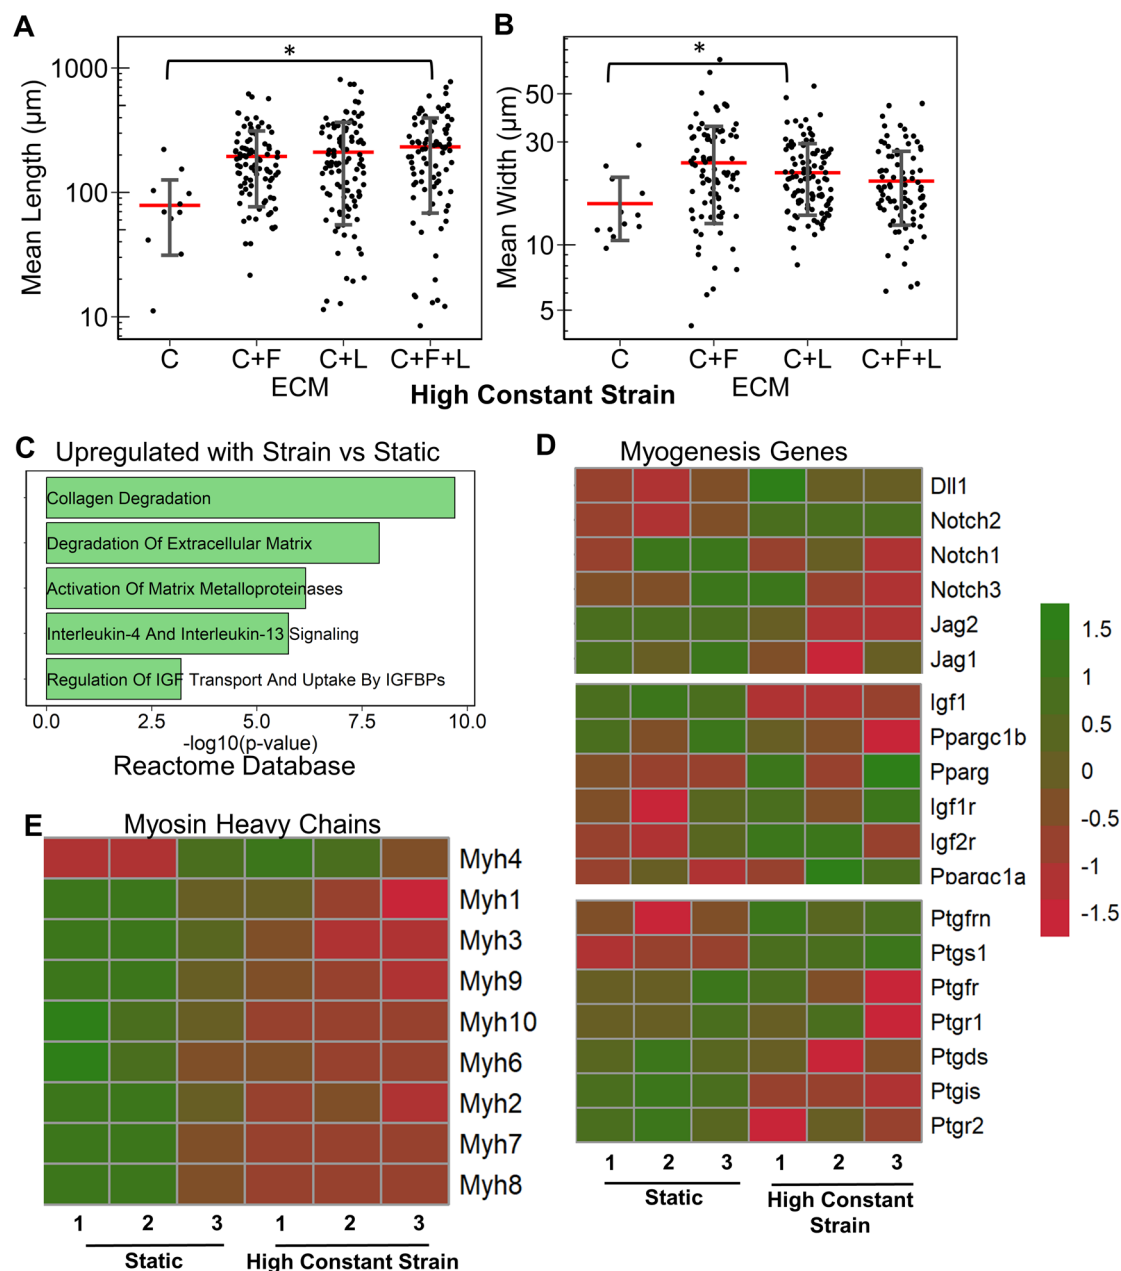 A
*
Mean Length (µm)
1000
100
10
C
C+F
C+L
C+F+L
ECM
B
*
Mean Width (µm)
50
30
10
5
C
C+F
C+L
C+F+L
ECM
High Constant Strain
C
Upregulated with Strain vs Static
Collagen Degradation
Degradation Of Extracellular Matrix
Activation Of Matrix Metalloproteinases
Interleukin-4 And Interleukin-13 Signaling
Regulation Of IGF Transport And Uptake By IGFBPs
0.0
2.5
5.0
7.5
10.0
-log10(p-value)
Reactome Database
D
Myogenesis Genes
Dll1
Notch2
Notch1
Notch3
Jag2
Jag1
Igf1
Ppargc1b
Pparg
Igf1r
Igf2r
Ppargc1a
Ptgfrn
Ptgs1
Ptgfr
Ptgr1
Ptgds
Ptgis
Ptgr2
1 2 3 1 2 3
Static
High Constant
Strain
1.5
1
0.5
0
-0.5
-1
-1.5
E
Myosin Heavy Chains
Myh4
Myh1
Myh3
Myh9
Myh10
Myh6
Myh2
Myh7
Myh8
1 2 3 1 2 3
Static
High Constant Strain